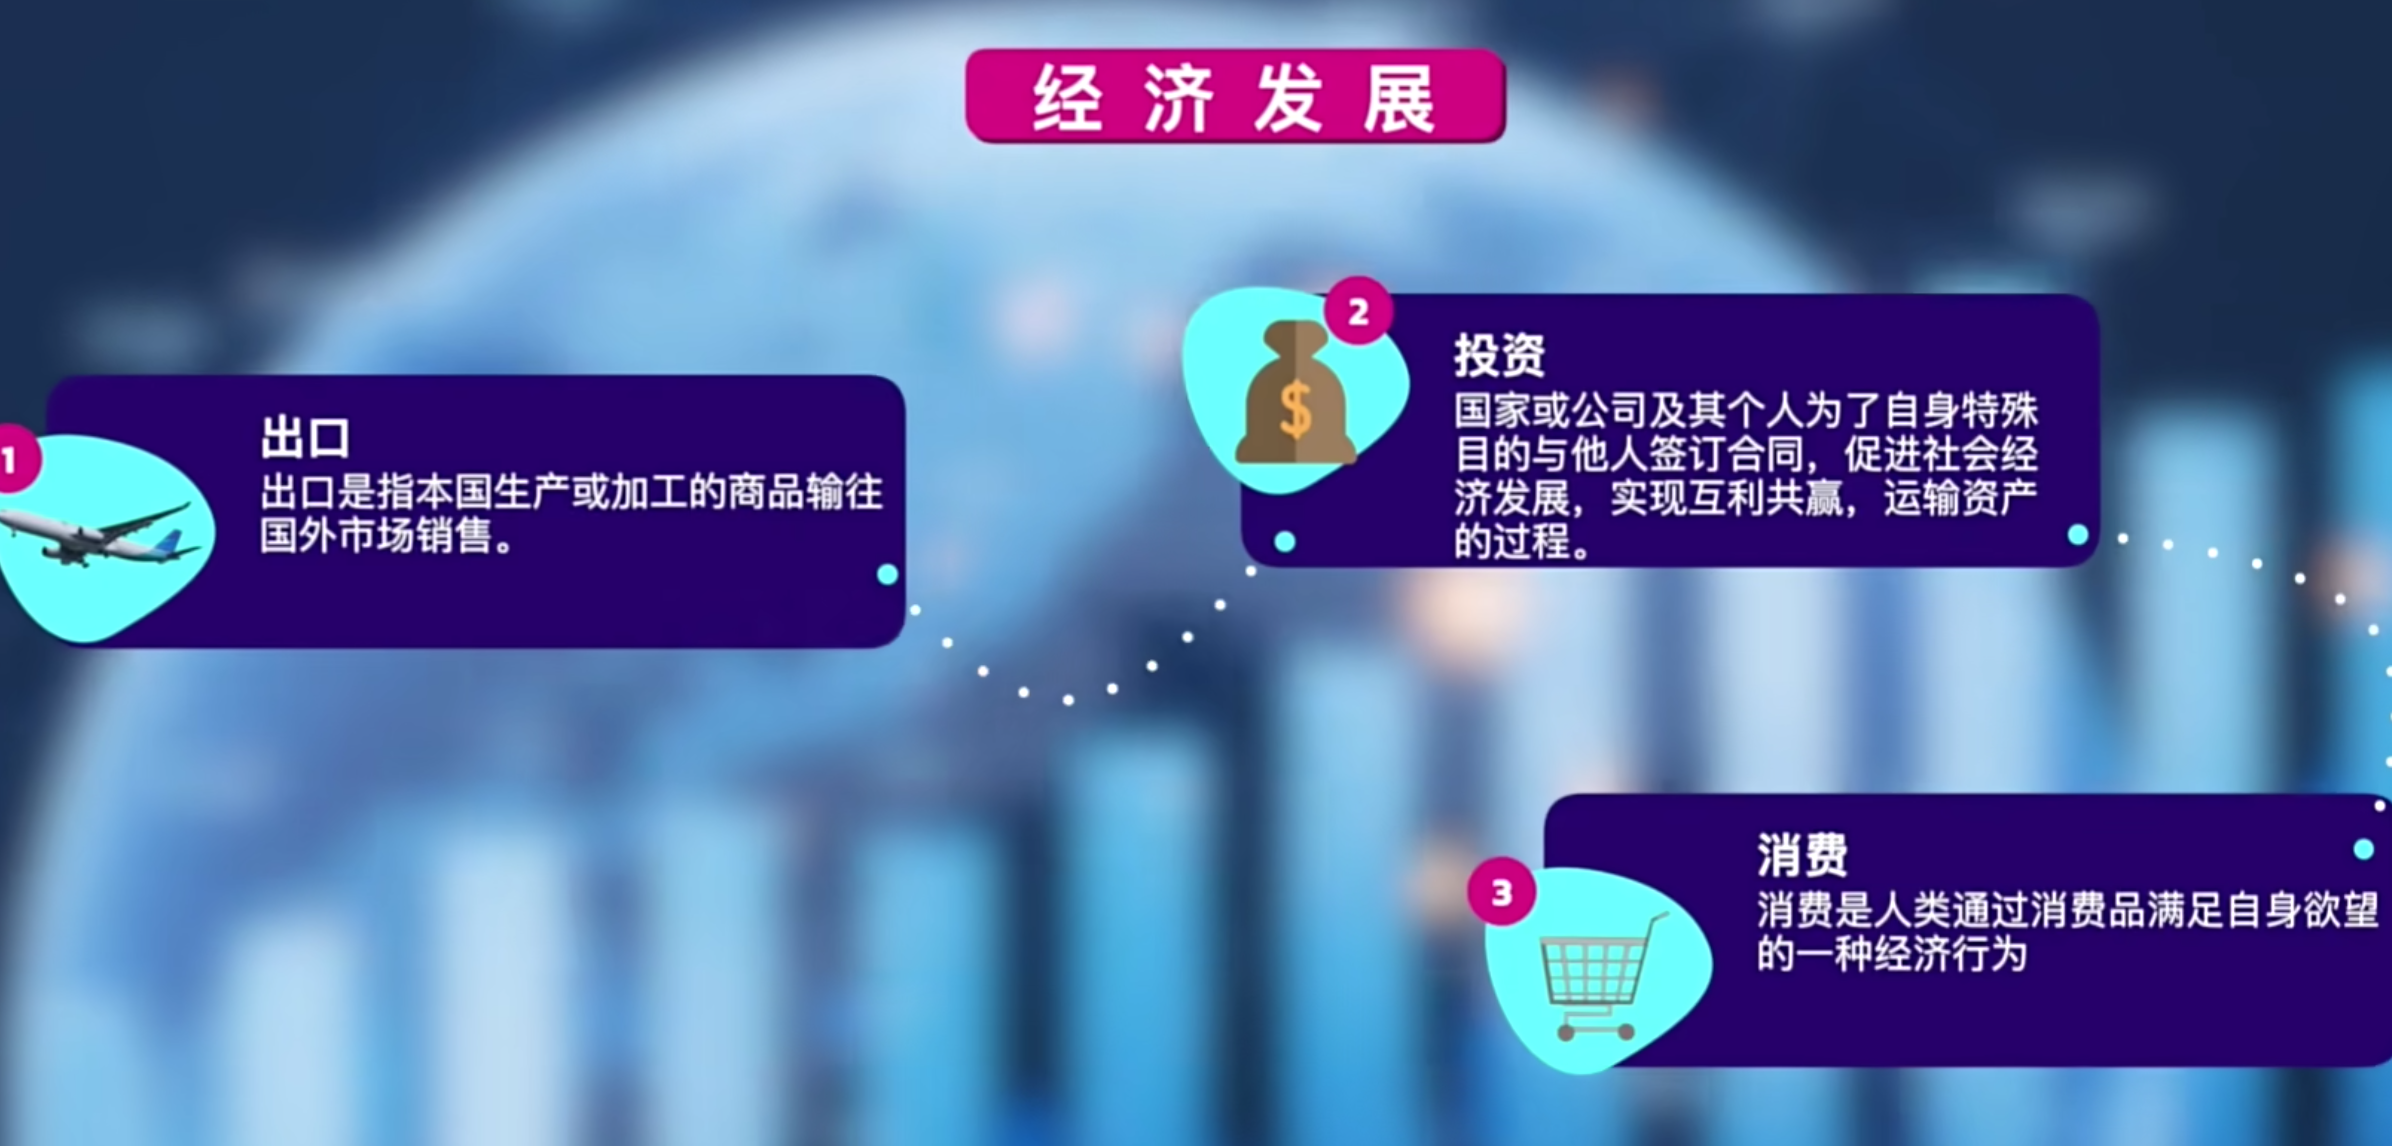 经济发展
1
出口
出口是指本国生产或加工的商品输往
国外市场销售。
2
投资
国家或公司及其个人为了自身特殊
目的与他人签订合同，促进社会经
济发展，实现互利共赢，运输资产
的过程。
$
3
消费
消费是人类通过消费品满足自身欲望
的一种经济行为